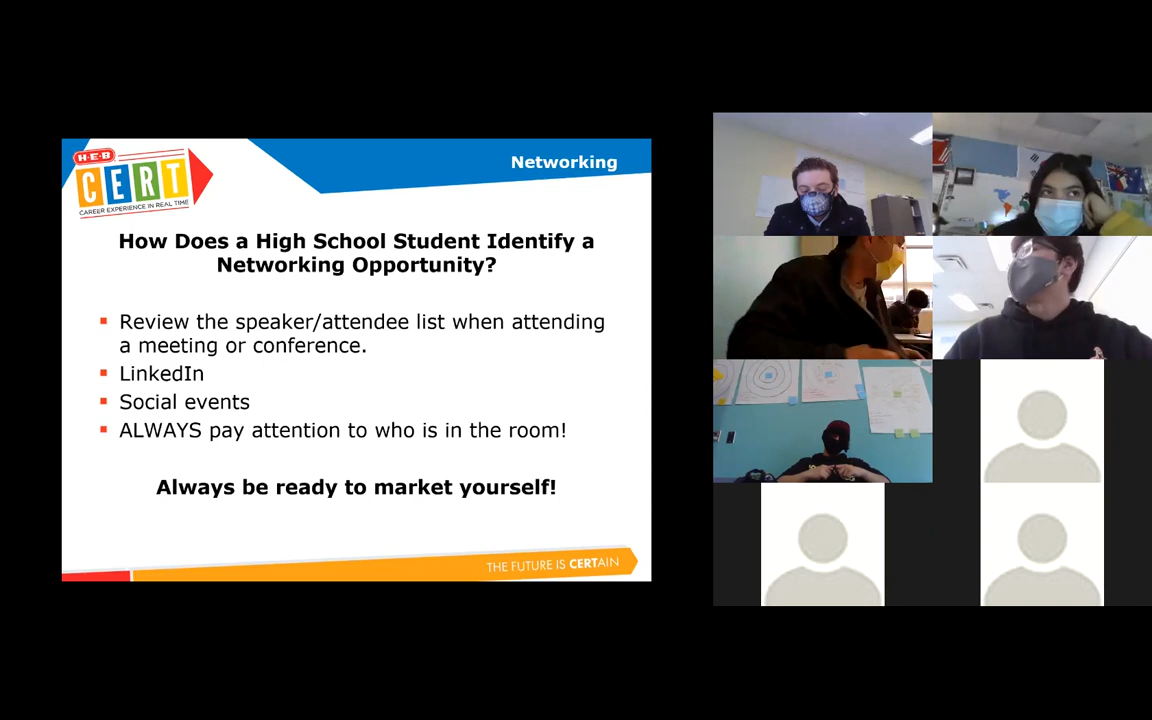 H-E-B
CERT
CAREER EXPERIENCE IN REAL TIME
Networking
How Does a High School Student Identify a
Networking Opportunity?
▪ Review the speaker/attendee list when attending
a meeting or conference.
▪ LinkedIn
▪ Social events
▪ ALWAYS pay attention to who is in the room!
Always be ready to market yourself!
THE FUTURE IS CERTAIN